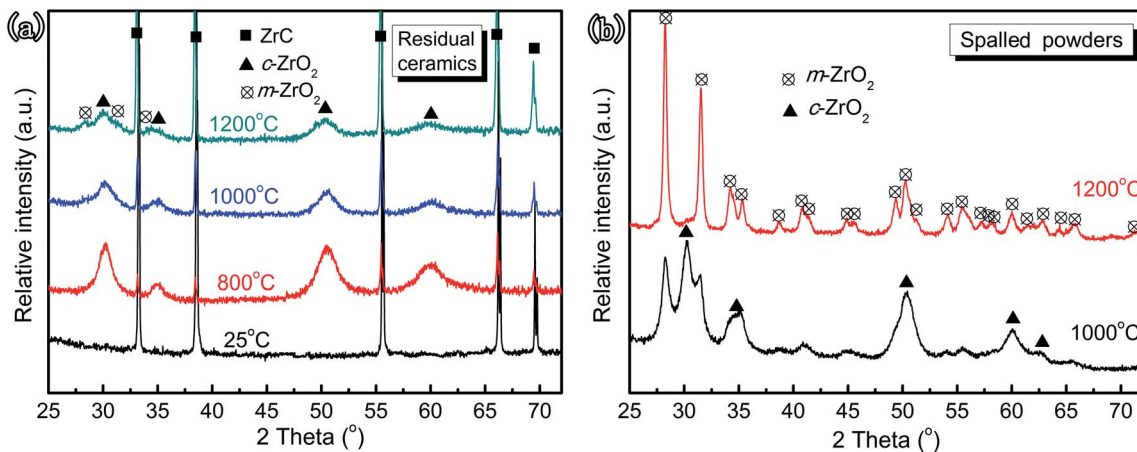 (a)
ZrC
c-ZrO₂
m-ZrO₂
Residual
ceramics
1200°C
1000°C
800°C
25°C
Relative intensity (a.u.)
25 30 35 40 45 50 55 60 65 70
2 Theta (°)
(b)
Spalled powders
m-ZrO₂
c-ZrO₂
1200°C
1000°C
Relative intensity (a.u.)
25 30 35 40 45 50 55 60 65 70
2 Theta (°)